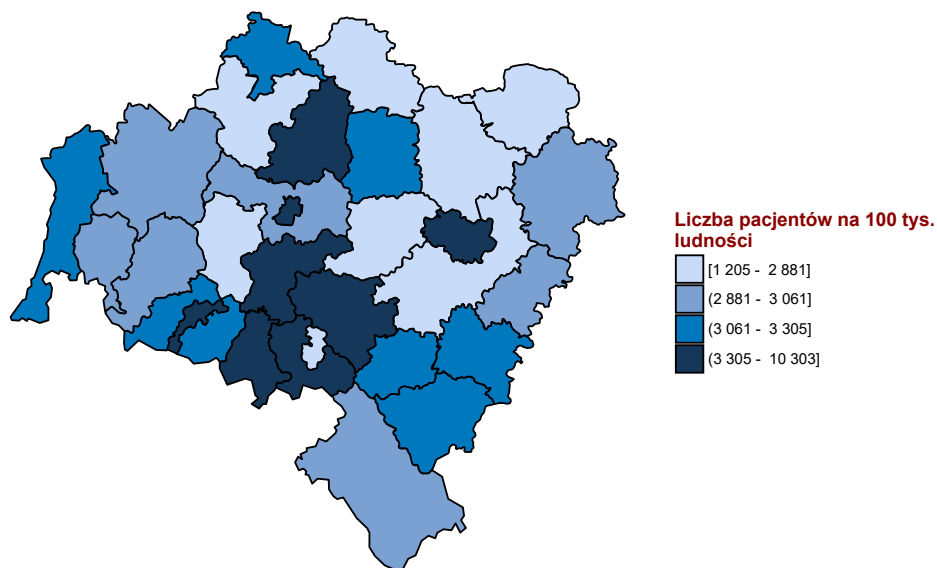 Liczba pacjentów na 100 tys.
ludności
[1 205 - 2 881]
(2 881 - 3 061]
(3 061 - 3 305]
(3 305 - 10 303]